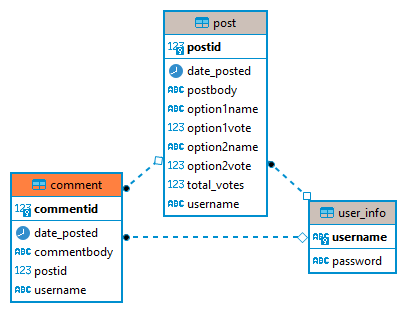 post
123 postid
date_posted
ABC postbody
ABC option1name
123 option1vote
ABC option2name
123 option2vote
123 total_votes
ABC username
comment
123 commentid
date_posted
ABC commentbody
123 postid
ABC username
user_info
ABC username
ABC password